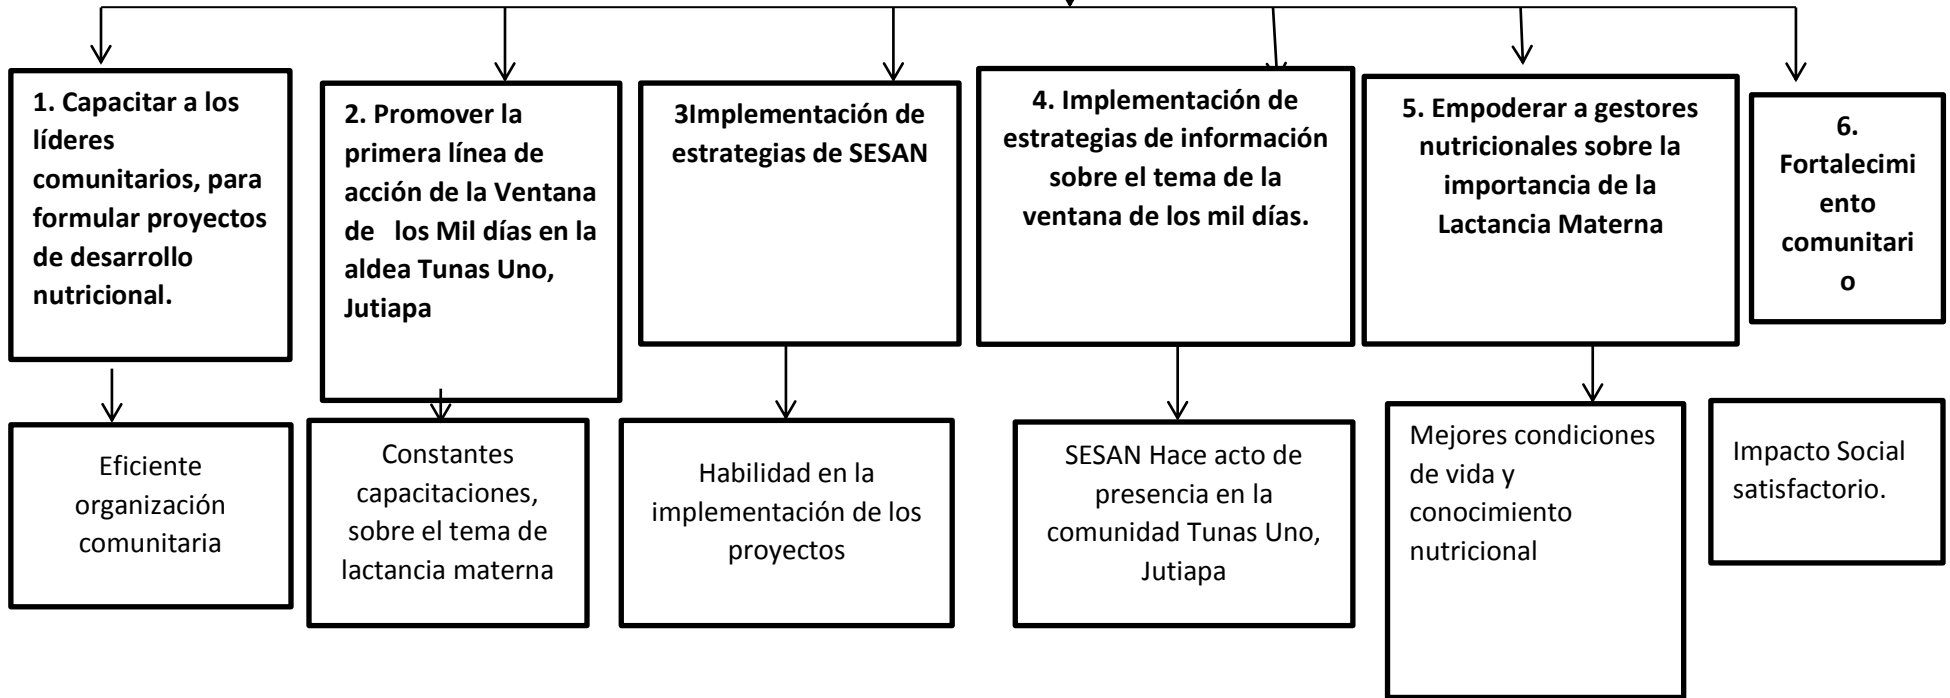 1. Capacitar a los
líderes
comunitarios, para
formular proyectos
de desarrollo
nutricional.
2. Promover la
primera línea de
acción de la Ventana
de los Mil días en la
aldea Tunas Uno,
Jutiapa
3Implementación de
estrategias de SESAN
4. Implementación de
estrategias de información
sobre el tema de la
ventana de los mil días.
5. Empoderar a gestores
nutricionales sobre la
importancia de la
Lactancia Materna
6.
Fortalecimi
ento
comunitari
o
Eficiente
organización
comunitaria
Constantes
capacitaciones,
sobre el tema de
lactancia materna
Habilidad en la
implementación de los
proyectos
SESAN Hace acto de
presencia en la
comunidad Tunas Uno,
Jutiapa
Mejores condiciones
de vida y
conocimiento
nutricional
Impacto Social
satisfactorio.